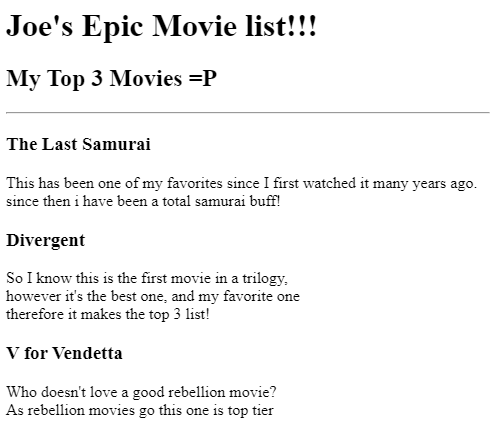 Joe's Epic Movie list!!!
My Top 3 Movies =P
The Last Samurai
This has been one of my favorites since I first watched it many years ago.
since then i have been a total samurai buff!
Divergent
So I know this is the first movie in a trilogy,
however it's the best one, and my favorite one
therefore it makes the top 3 list!
V for Vendetta
Who doesn't love a good rebellion movie?
As rebellion movies go this one is top tier